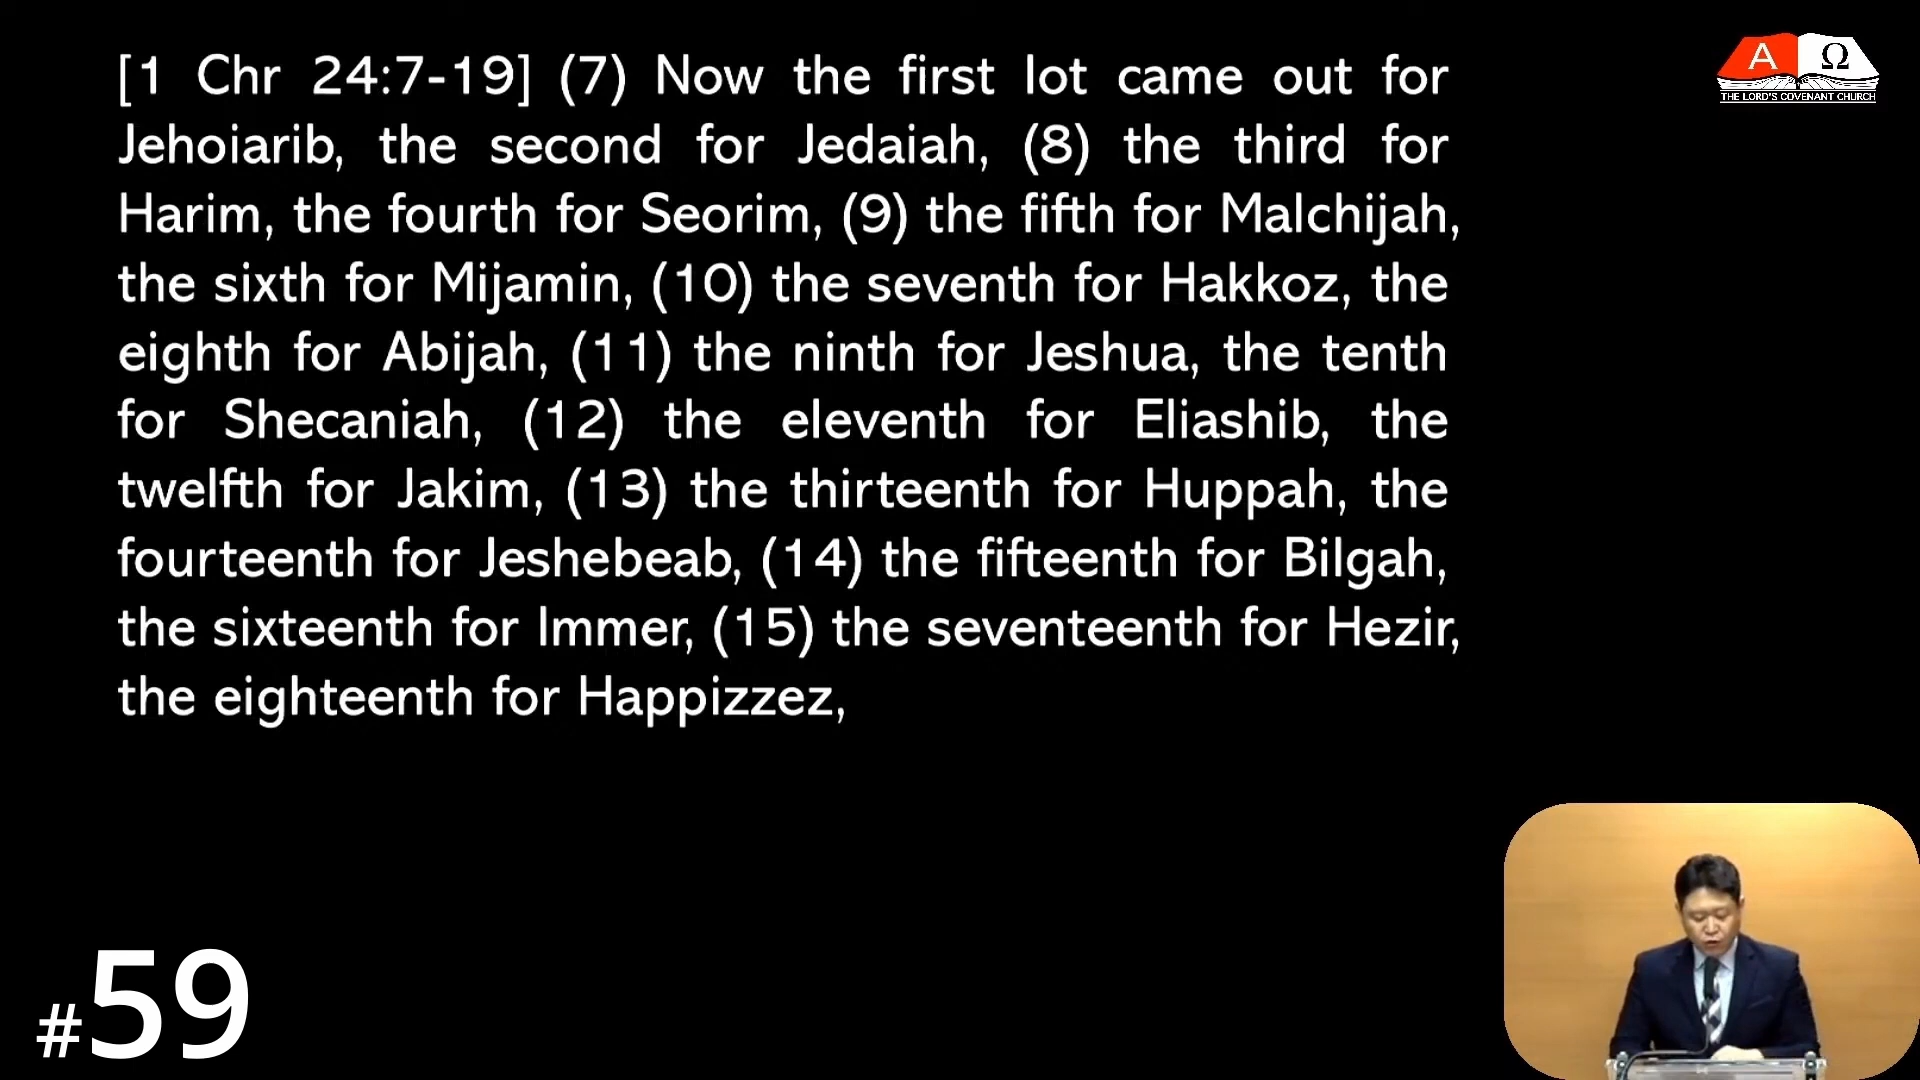 [1 Chr 24:7-19] (7) Now the first lot came out for
Jehoiarib, the second for Jedaiah, (8) the third for
Harim, the fourth for Seorim, (9) the fifth for Malchijah,
the sixth for Mijamin, (10) the seventh for Hakkoz, the
eighth for Abijah, (11) the ninth for Jeshua, the tenth
for Shecaniah, (12) the eleventh for Eliashib, the
twelfth for Jakim, (13) the thirteenth for Huppah, the
fourteenth for Jeshebeab, (14) the fifteenth for Bilgah,
the sixteenth for Immer, (15) the seventeenth for Hezir,
the eighteenth for Happizzez,
A Ω
THE LORD'S COVENANT CHURCH
#59